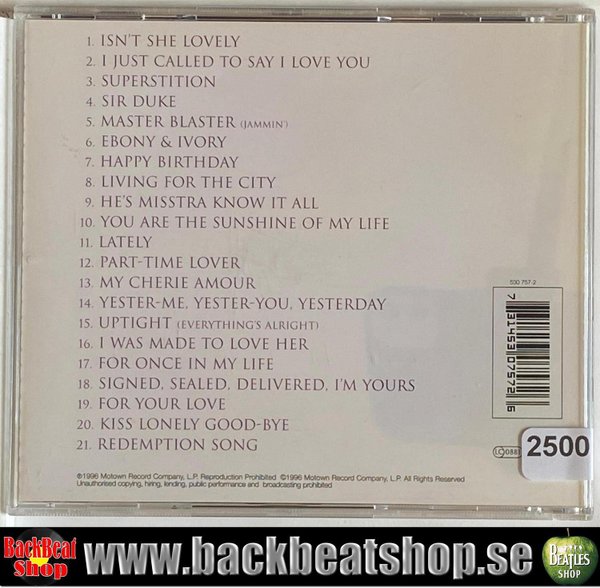 1. ISN'T SHE LOVELY
2. I JUST CALLED TO SAY I LOVE YOU
3. SUPERSTITION
4. SIR DUKE
5. MASTER BLASTER (JAMMIN')
6. EBONY & IVORY
7. HAPPY BIRTHDAY
8. LIVING FOR THE CITY
9. HE'S MISSTRA KNOW IT ALL
10. YOU ARE THE SUNSHINE OF MY LIFE
11. LATELY
12. PART-TIME LOVER
13. MY CHERIE AMOUR
14. YESTER-ME, YESTER-YOU, YESTERDAY
15. UPTIGHT (EVERYTHING'S ALRIGHT)
16. I WAS MADE TO LOVE HER
17. FOR ONCE IN MY LIFE
18. SIGNED, SEALED, DELIVERED, I'M YOURS
19. FOR YOUR LOVE
20. KISS LONELY GOOD-BYE
21. REDEMPTION SONG
530 757-2
7 31453 07572 6
LC 088
2500
℗1996 Motown Record Company, L.P. Reproduction Prohibited ©1996 Motown Record Company, L.P. All Rights Reserved
Unauthorised copying, hiring, lending, public performance and broadcasting prohibited
BackBeat
Shop
www.backbeatshop.se
BEATLES
SHOP